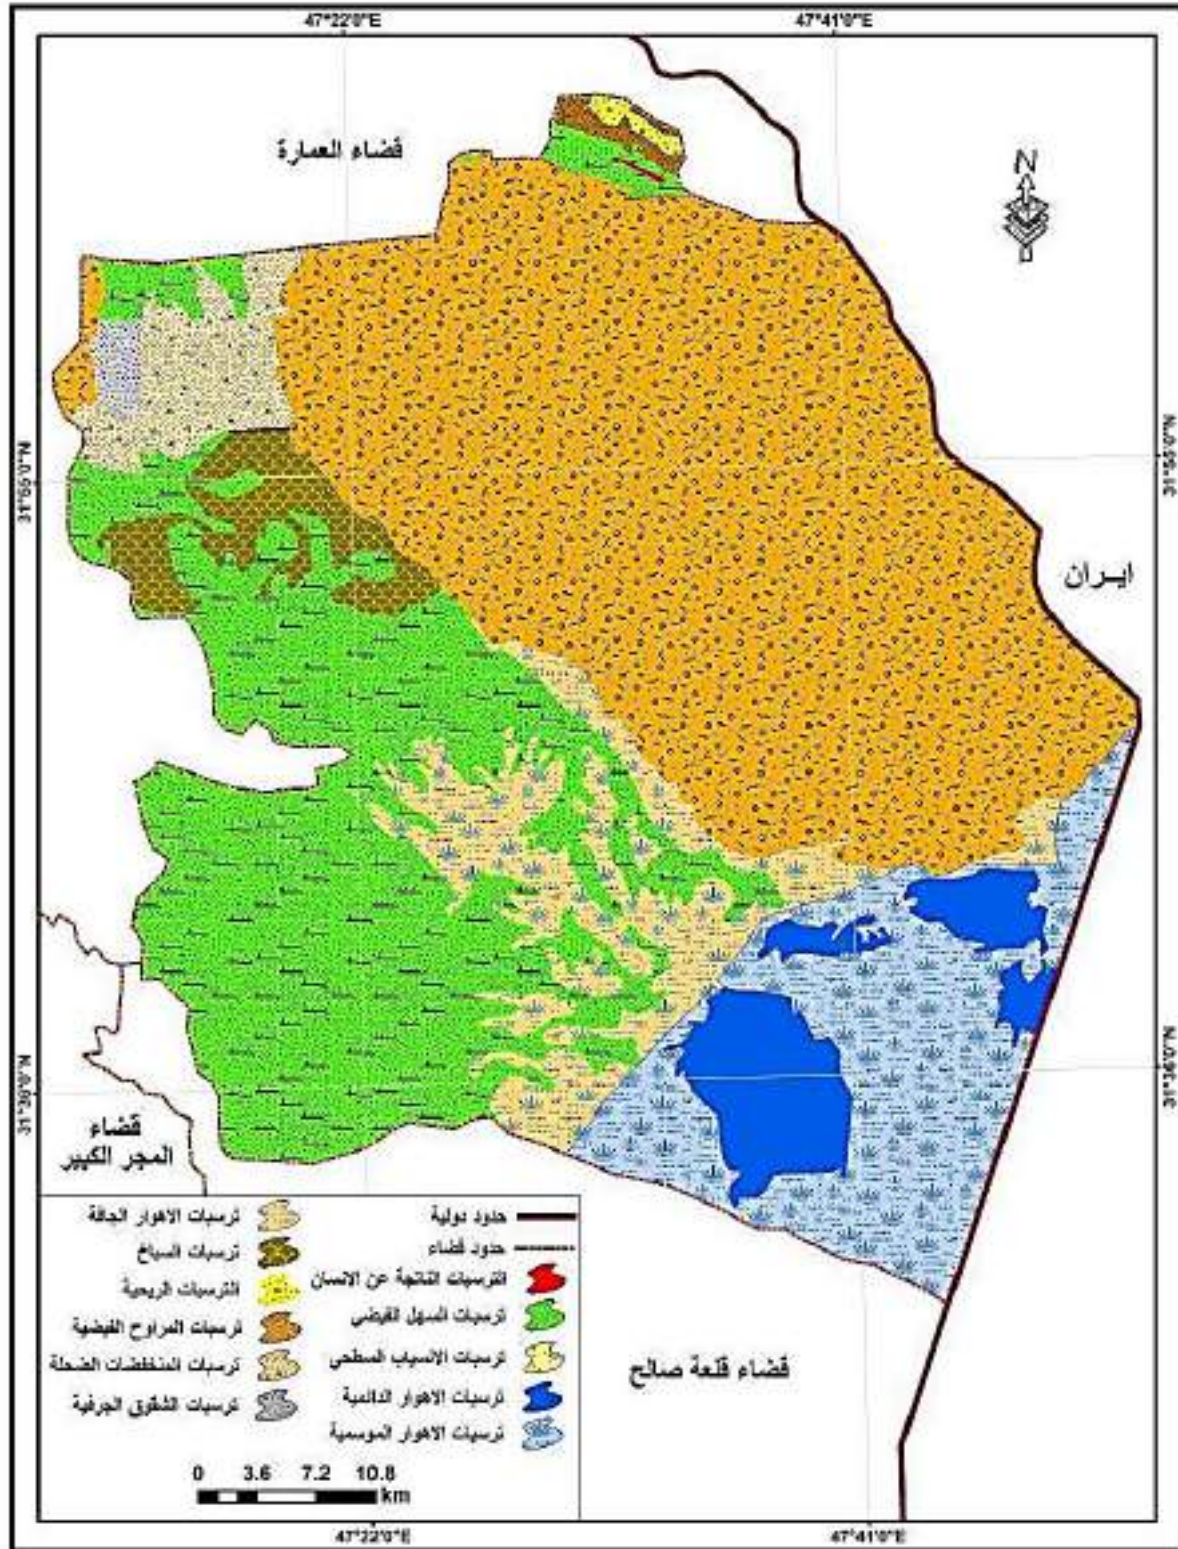 47°22'0"E
47°41'0"E
قضاء العمارة
N
31°55'0"N
31°55'0"N
ايـران
31°36'0"N
31°36'0"N
قضاء
المجر الكبير
قضاء قلعة صالح
حدود دولية
حدود قضاء
الترسبات الناتجة عن الانسان
ترسبات السهل الفيضي
ترسبات الانسياب السطحي
ترسبات الاهوار الدائمية
ترسبات الاهوار الموسمية
ترسبات الاهوار الجافة
ترسبات السباخ
الترسبات الريحية
ترسبات المراوح الفيضية
ترسبات المنخفضات الضحلة
ترسبات الشقوق الجرفية
0 3.6 7.2 10.8
km
47°22'0"E
47°41'0"E